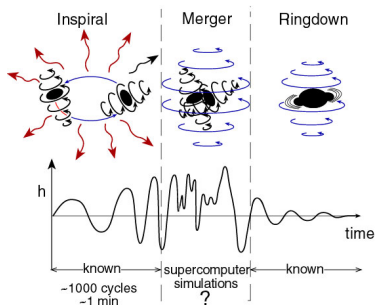 Inspiral
Merger
Ringdown
h
time
known
supercomputer
simulations
?
known
~1000 cycles
~1 min